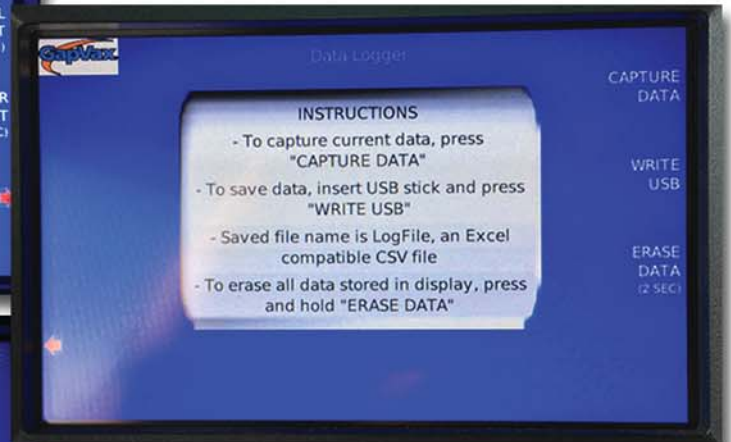 GapVax
Data Logger
CAPTURE
DATA
INSTRUCTIONS
- To capture current data, press
"CAPTURE DATA"
WRITE
USB
- To save data, insert USB stick and press
"WRITE USB"
- Saved file name is LogFile, an Excel
compatible CSV file
ERASE
DATA
(2 SEC)
- To erase all data stored in display, press
and hold "ERASE DATA"